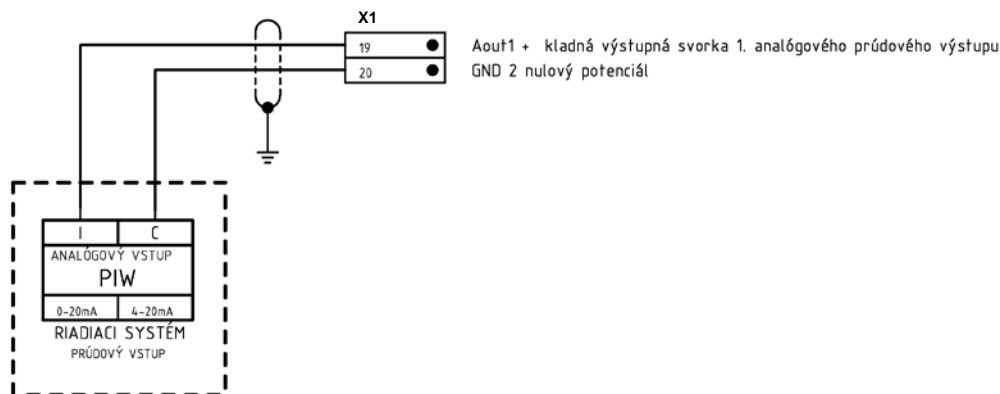 X1
19
Aout1 + kladná výstupná svorka 1. analógového prúdového výstupu
20
GND 2 nulový potenciál
I C
ANALÓGOVÝ VSTUP
PIW
0-20mA 4-20mA
RIADIACI SYSTÉM
PRÚDOVÝ VSTUP